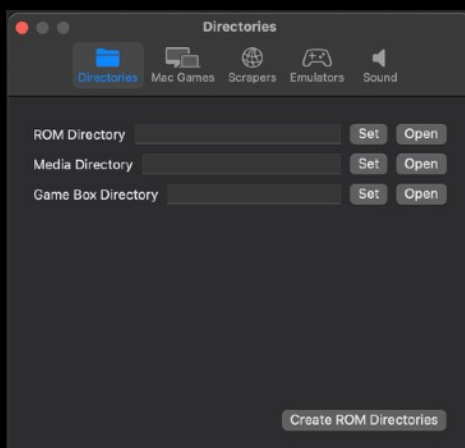 Directories
Directories Mac Games Scrapers Emulators Sound
ROM Directory Set Open
Media Directory Set Open
Game Box Directory Set Open
Create ROM Directories